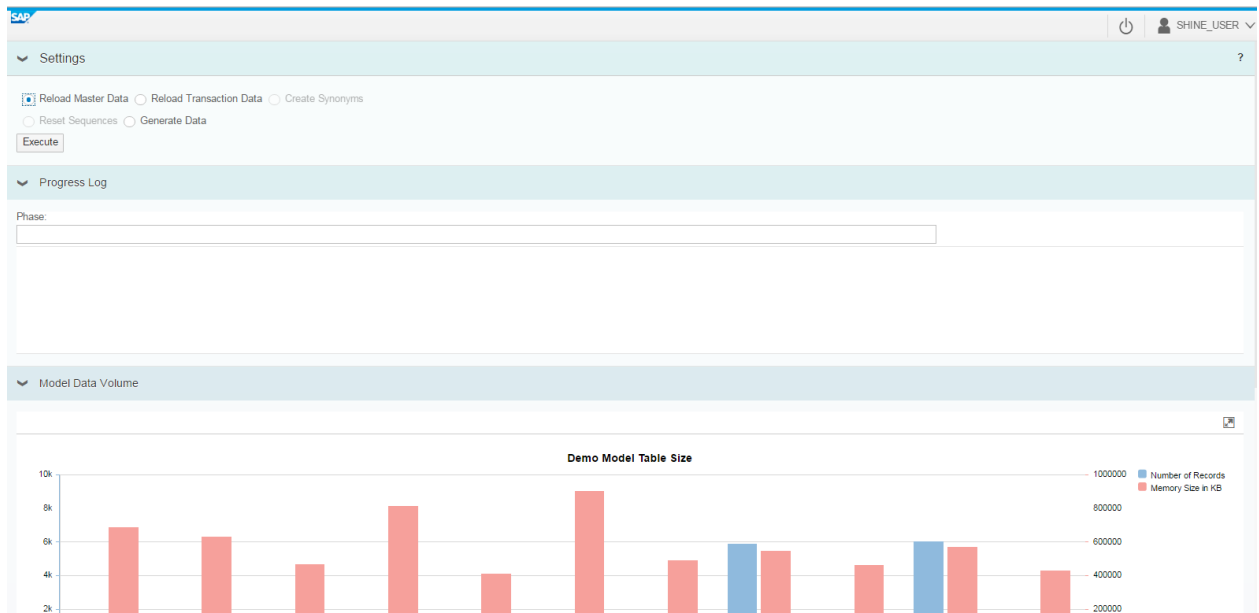 SAP
SHINE_USER
Settings
?
Reload Master Data Reload Transaction Data Create Synonyms
Reset Sequences Generate Data
Execute
Progress Log
Phase:
Model Data Volume
Demo Model Table Size
10k 1000000 Number of Records
Memory Size in KB
8k 800000
6k 600000
4k 400000
2k 200000